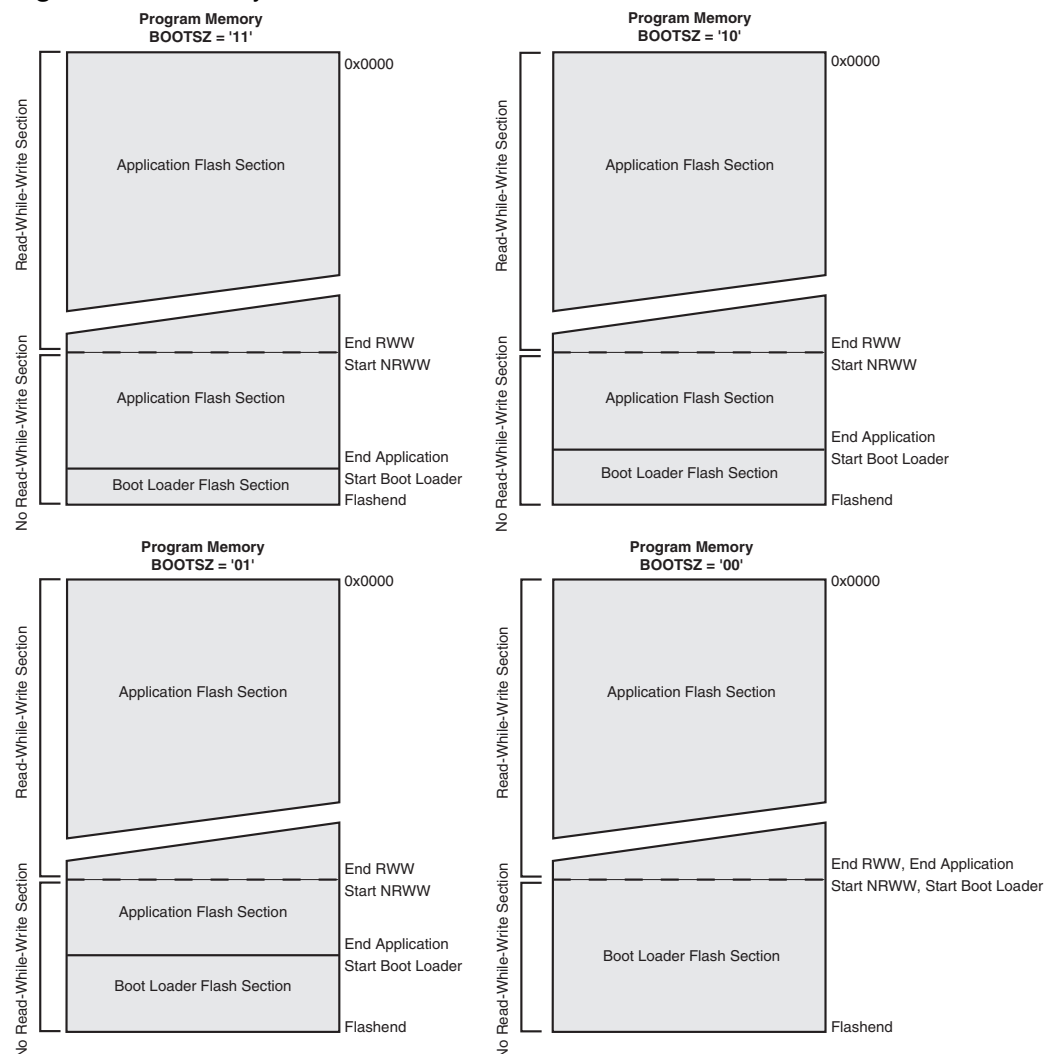 Program Memory
BOOTSZ = '11'
0x0000
Read-While-Write Section
Application Flash Section
End RWW
Start NRWW
No Read-While-Write Section
Application Flash Section
End Application
Start Boot Loader
Boot Loader Flash Section
Flashend
Program Memory
BOOTSZ = '10'
0x0000
Read-While-Write Section
Application Flash Section
End RWW
Start NRWW
No Read-While-Write Section
Application Flash Section
End Application
Start Boot Loader
Boot Loader Flash Section
Flashend
Program Memory
BOOTSZ = '01'
0x0000
Read-While-Write Section
Application Flash Section
End RWW
Start NRWW
No Read-While-Write Section
Application Flash Section
End Application
Start Boot Loader
Boot Loader Flash Section
Flashend
Program Memory
BOOTSZ = '00'
0x0000
Read-While-Write Section
Application Flash Section
End RWW, End Application
Start NRWW, Start Boot Loader
No Read-While-Write Section
Boot Loader Flash Section
Flashend